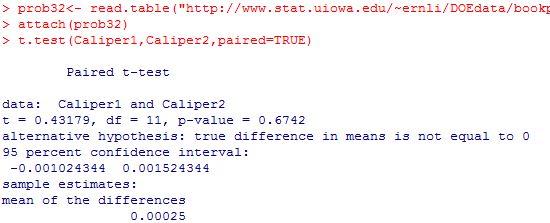 > prob32<- read.table("http://www.stat.uiowa.edu/~ernli/DOEdata/bookp
> attach(prob32)
> t.test(Caliper1,Caliper2,paired=TRUE)
Paired t-test
data:  Caliper1 and Caliper2
t = 0.43179, df = 11, p-value = 0.6742
alternative hypothesis: true difference in means is not equal to 0
95 percent confidence interval:
-0.001024344  0.001524344
sample estimates:
mean of the differences
0.00025